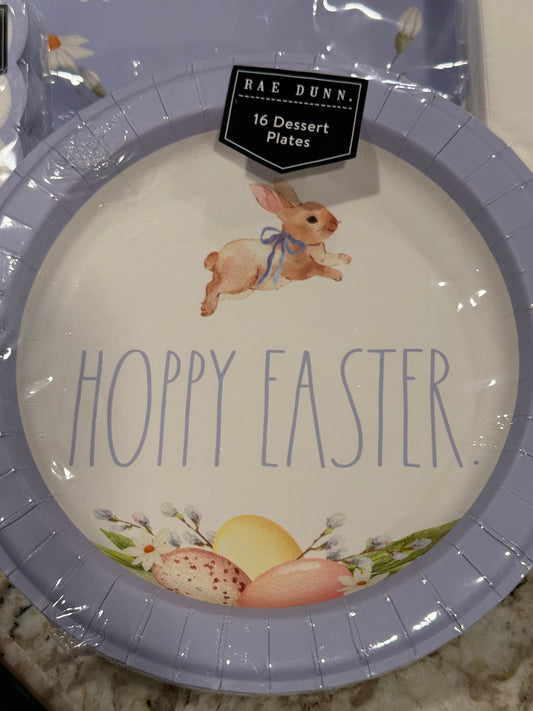 RAE DUNN.
16 Dessert
Plates
HOPPY EASTER.